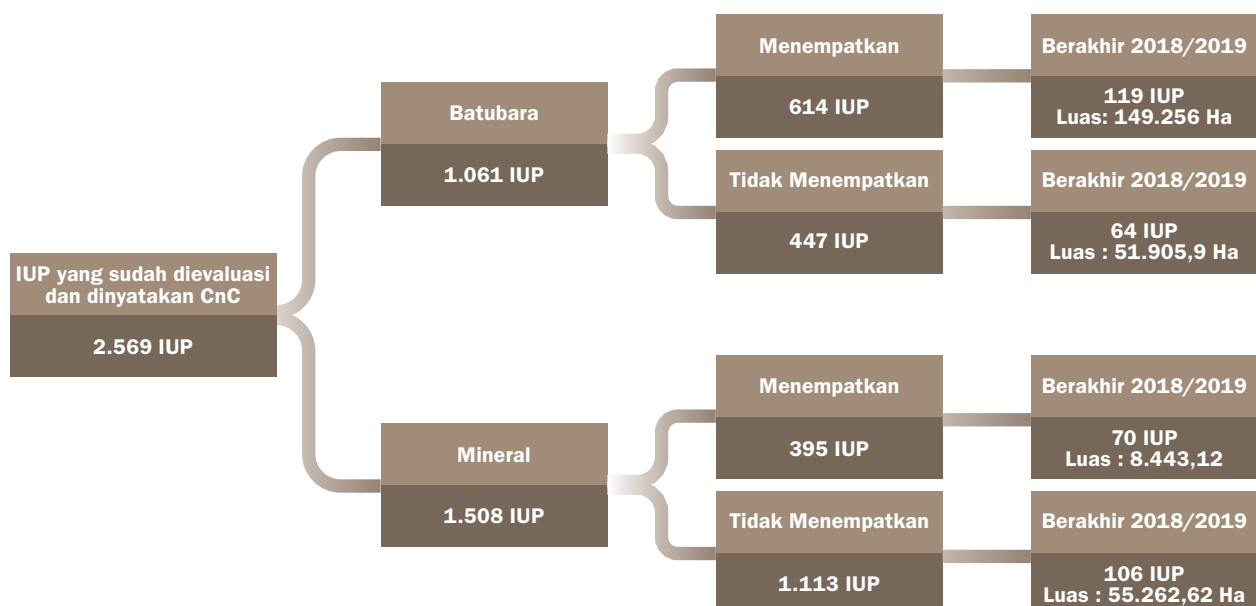 IUP yang sudah dievaluasi
dan dinyatakan CnC
2.569 IUP
Batubara
1.061 IUP
Menempatkan
614 IUP
Berakhir 2018/2019
119 IUP
Luas: 149.256 Ha
Tidak Menempatkan
447 IUP
Berakhir 2018/2019
64 IUP
Luas : 51.905,9 Ha
Mineral
1.508 IUP
Menempatkan
395 IUP
Berakhir 2018/2019
70 IUP
Luas : 8.443,12
Tidak Menempatkan
1.113 IUP
Berakhir 2018/2019
106 IUP
Luas : 55.262,62 Ha